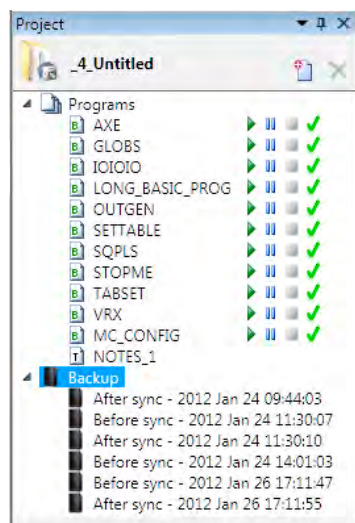 Project
_4_Untitled
Programs
B AXE
B GLOBS
B IOIOIO
B LONG_BASIC_PROG
B OUTGEN
B SETTABLE
B SQPLS
B STOPME
B TABSET
B VRX
B MC_CONFIG
T NOTES_1
Backup
After sync - 2012 Jan 24 09:44:03
Before sync - 2012 Jan 24 11:30:07
After sync - 2012 Jan 24 11:30:10
Before sync - 2012 Jan 24 14:01:03
Before sync - 2012 Jan 26 17:11:47
After sync - 2012 Jan 26 17:11:55